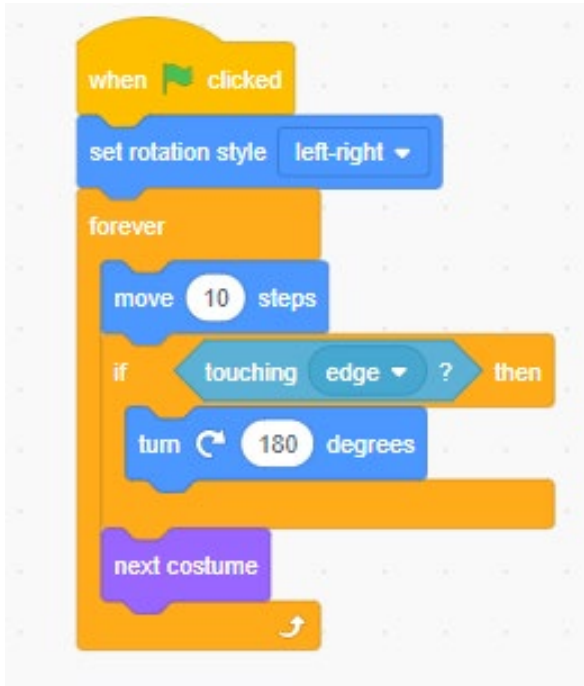 when clicked
set rotation style left-right
forever
move 10 steps
if touching edge ? then
turn 180 degrees
next costume